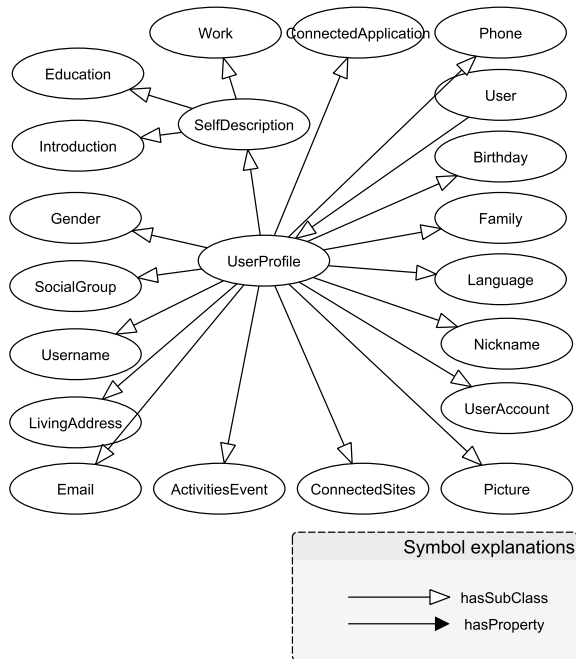 Work
ConnectedApplication
Phone
Education
User
SelfDescription
Introduction
Birthday
Gender
Family
UserProfile
SocialGroup
Language
Username
Nickname
LivingAddress
UserAccount
Email
ActivitiesEvent
ConnectedSites
Picture
Symbol explanations
hasSubClass
hasProperty